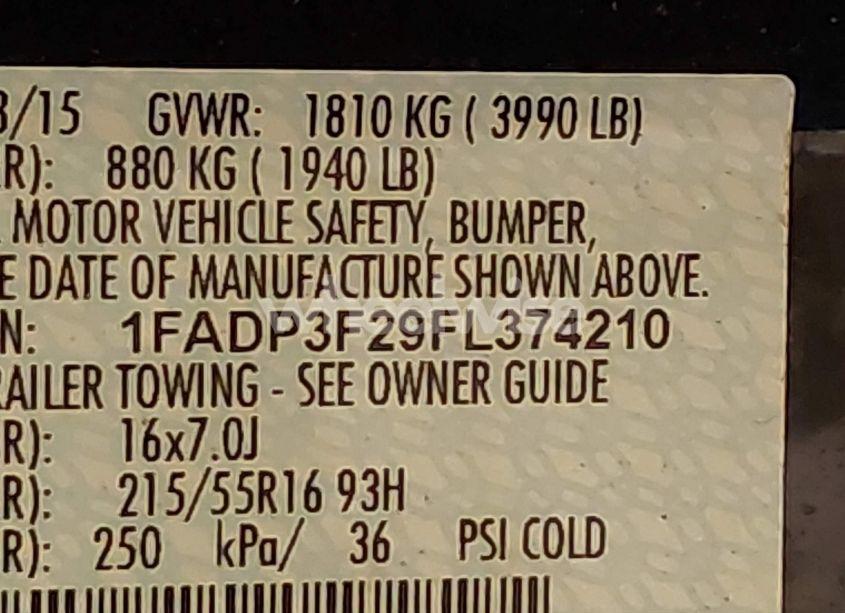 3/15 GVWR: 1810 KG ( 3990 LB)
R): 880 KG ( 1940 LB)
MOTOR VEHICLE SAFETY, BUMPER,
E DATE OF MANUFACTURE SHOWN ABOVE.
N: 1FADP3F29FL374210
RAILER TOWING - SEE OWNER GUIDE
R): 16x7.0J
R): 215/55R16 93H
R): 250 kPa/ 36 PSI COLD